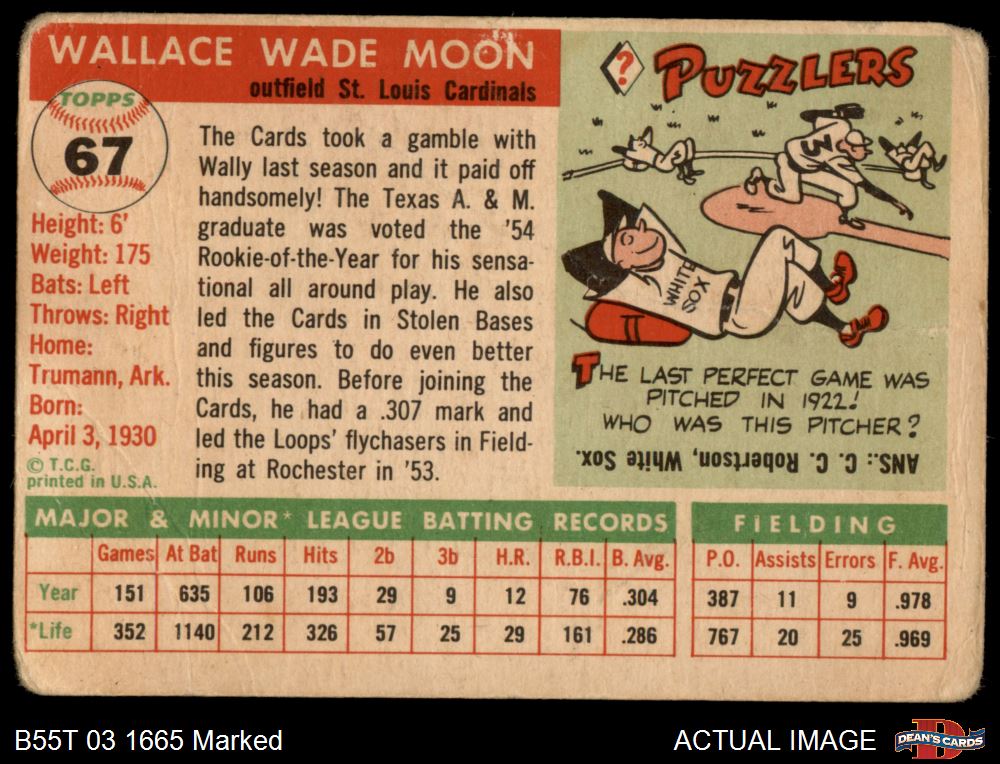 WALLACE WADE MOON
outfield St. Louis Cardinals
TOPPS
67
Height: 6'
Weight: 175
Bats: Left
Throws: Right
Home:
Trumann, Ark.
Born:
April 3, 1930
© T.C.G.
printed in U.S.A.
The Cards took a gamble with
Wally last season and it paid off
handsomely! The Texas A. & M.
graduate was voted the '54
Rookie-of-the-Year for his sensa-
tional all around play. He also
led the Cards in Stolen Bases
and figures to do even better
this season. Before joining the
Cards, he had a .307 mark and
led the Loops' flychasers in Field-
ing at Rochester in '53.
?
PUZZLERS
3
WHITE
SOX
THE LAST PERFECT GAME WAS
PITCHED IN 1922!
WHO WAS THIS PITCHER?
ANS.: C. C. Robertson, White Sox.
MAJOR & MINOR* LEAGUE BATTING RECORDS
Games At Bat Runs Hits 2b 3b H.R. R.B.I. B. Avg.
Year 151 635 106 193 29 9 12 76 .304
*Life 352 1140 212 326 57 25 29 161 .286
FIELDING
P.O. Assists Errors F. Avg.
387 11 9 .978
767 20 25 .969
B55T 03 1665 Marked
ACTUAL IMAGE
DEAN'S CARDS